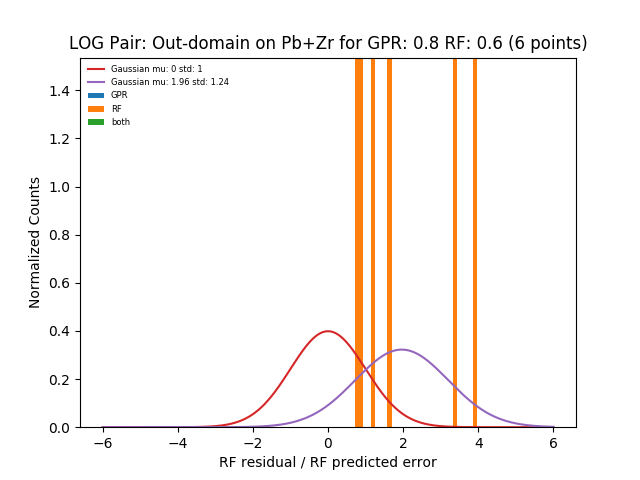 LOG Pair: Out-domain on Pb+Zr for GPR: 0.8 RF: 0.6 (6 points)
Gaussian mu: 0 std: 1
Gaussian mu: 1.96 std: 1.24
GPR
RF
both
1.4
1.2
1.0
0.8
0.6
0.4
0.2
0.0
Normalized Counts
−6 −4 −2 0 2 4 6
RF residual / RF predicted error